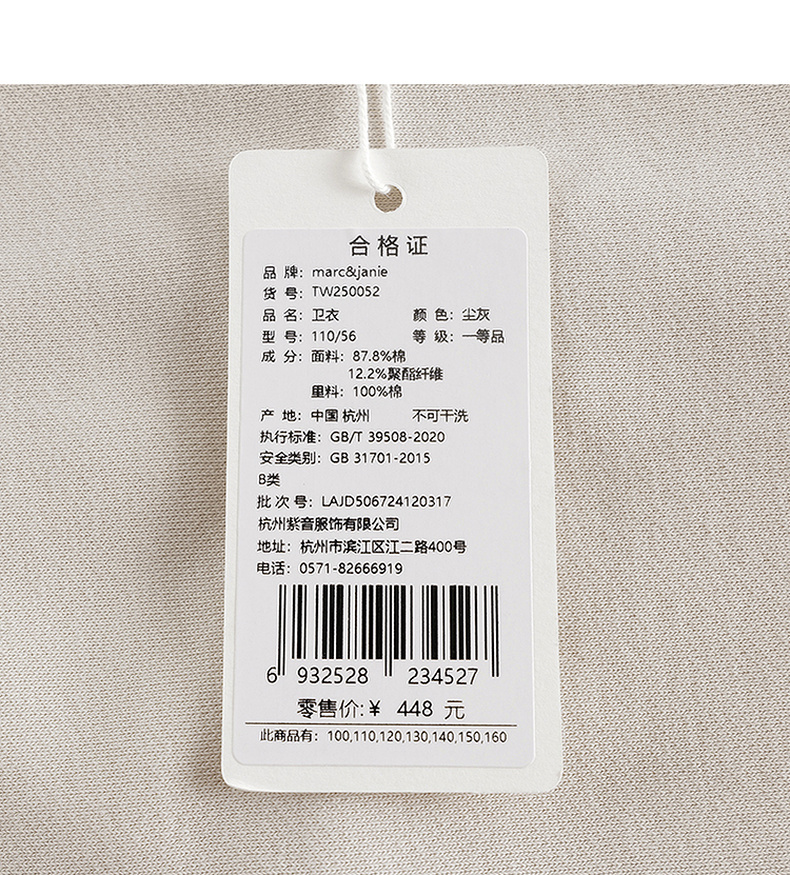 合格证
品 牌：marc&janie
货 号：TW250052
品 名：卫衣 颜 色：尘灰
型 号：110/56 等 级：一等品
成 分：面料：87.8%棉
12.2%聚酯纤维
里料：100%棉
产 地：中国 杭州 不可干洗
执行标准：GB/T 39508-2020
安全类别：GB 31701-2015
B类
批 次 号：LAJD506724120317
杭州紫音服饰有限公司
地址：杭州市滨江区江二路400号
电话：0571-82666919
6 932528 234527
零售价:¥ 448 元
此商品有：100,110,120,130,140,150,160